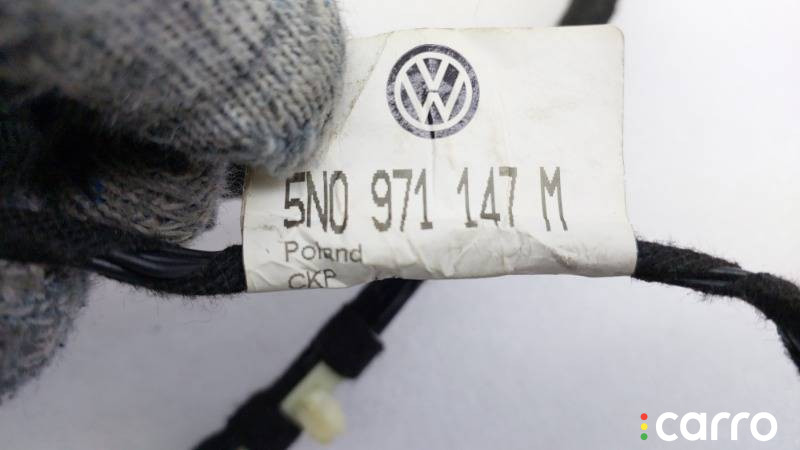 5N0 971 147 M
Poland
CKP
carro